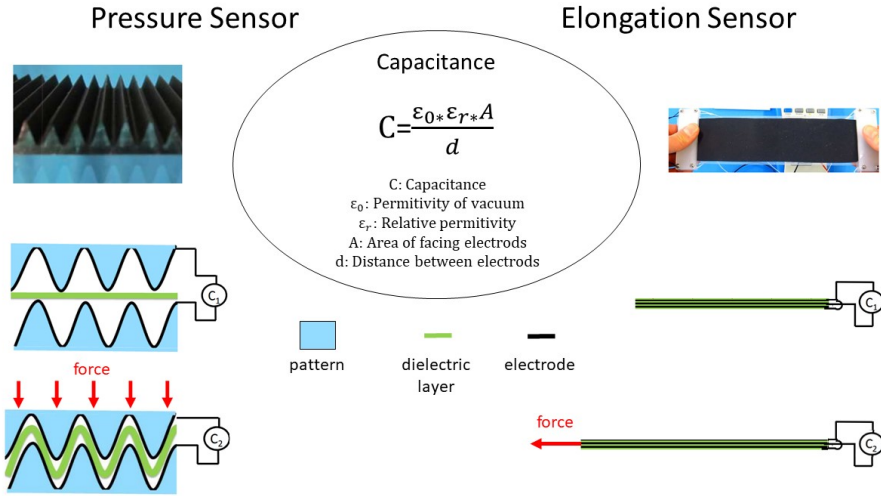 Pressure Sensor
Elongation Sensor
Capacitance
C=ε₀*εᵣ*A/d
C: Capacitance
ε₀: Permitivity of vacuum
εᵣ: Relative permitivity
A: Area of facing electrods
d: Distance between electrods
C₁
C₁
pattern
dielectric
layer
electrode
force
C₂
force
C₂